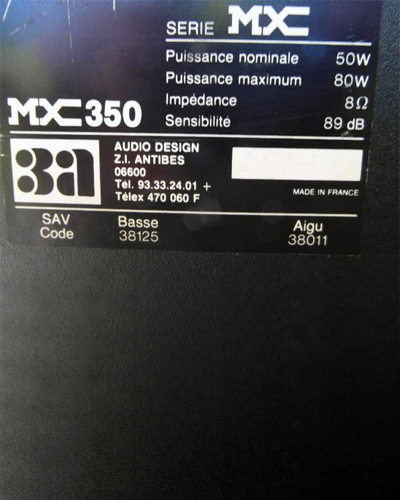 SERIE MX
Puissance nominale 50W
Puissance maximum 80W
Impédance 8Ω
Sensibilité 89 dB
MX350
3a
AUDIO DESIGN
Z.I. ANTIBES
06600
Tél. 93.33.24.01 +
Télex 470 060 F
MADE IN FRANCE
SAV Code
Basse 38125
Aigu 38011